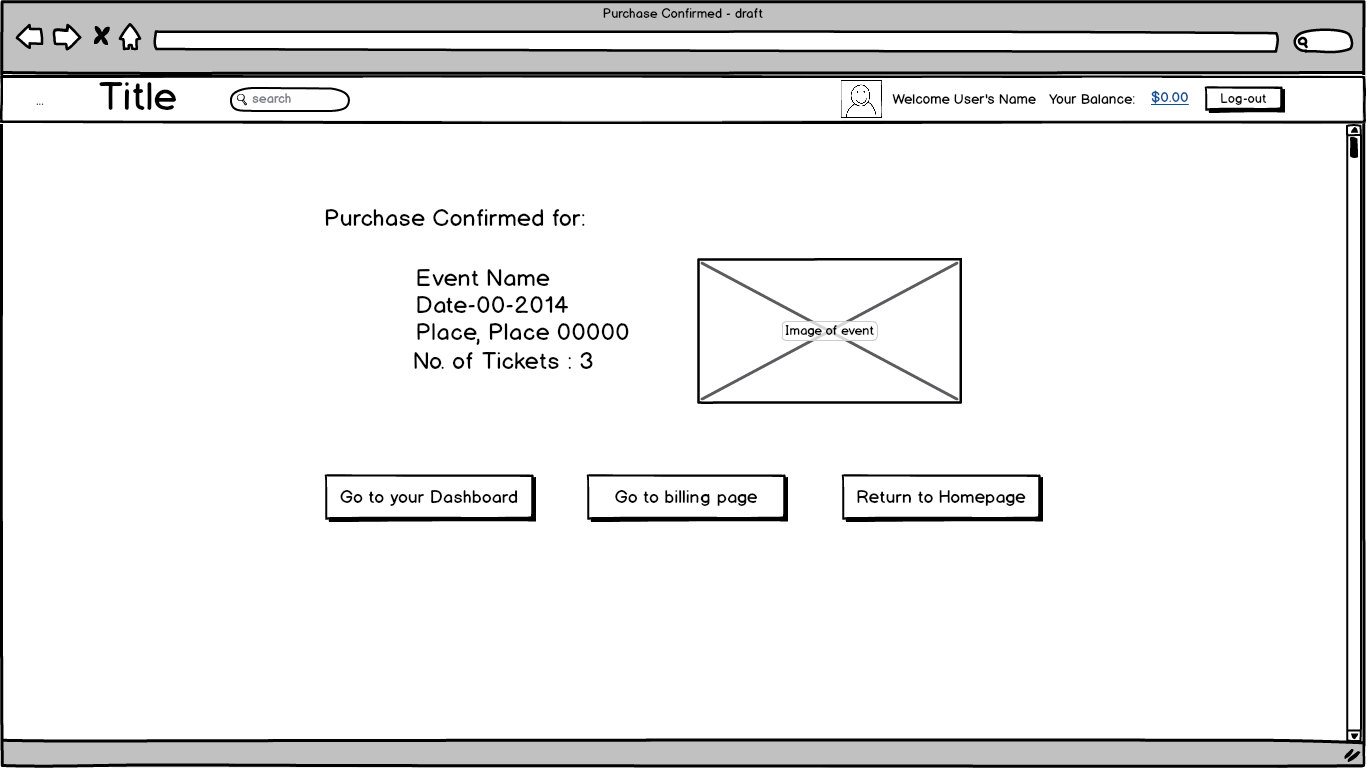 Purchase Confirmed - draft
...
Title
search
Welcome User's Name
Your Balance:
$0.00
Log-out
Purchase Confirmed for:
Event Name
Date-00-2014
Place, Place 00000
No. of Tickets : 3
Image of event
Go to your Dashboard
Go to billing page
Return to Homepage